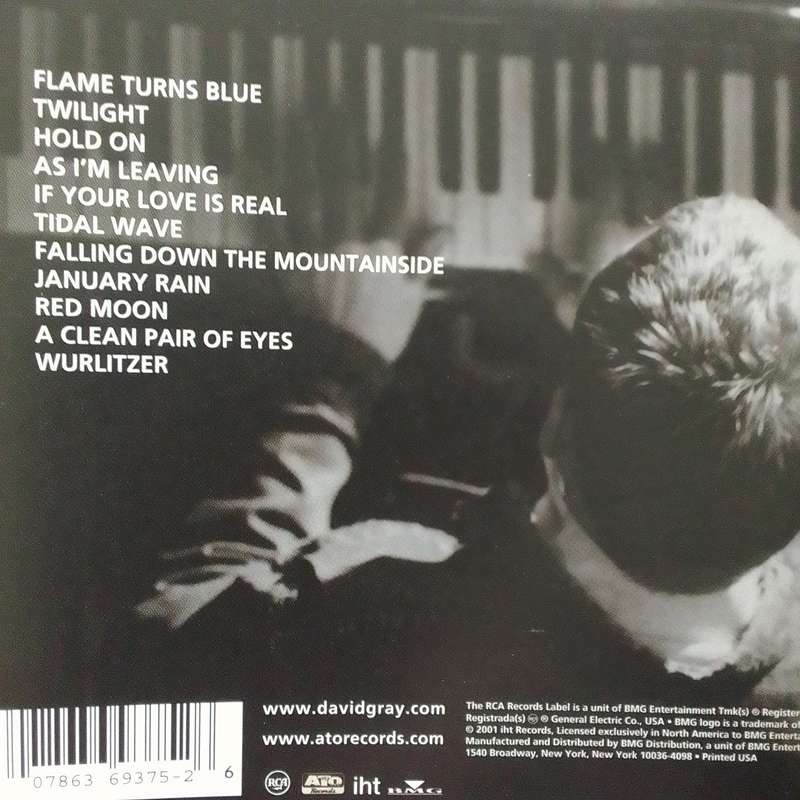 FLAME TURNS BLUE
TWILIGHT
HOLD ON
AS I'M LEAVING
IF YOUR LOVE IS REAL
TIDAL WAVE
FALLING DOWN THE MOUNTAINSIDE
JANUARY RAIN
RED MOON
A CLEAN PAIR OF EYES
WURLITZER
www.davidgray.com
www.atorecords.com
The RCA Records Label is a unit of BMG Entertainment Tmk(s) ® Register
Registrada(s) RCA ® General Electric Co., USA • BMG logo is a trademark of
© 2001 iht Records, Licensed exclusively in North America to BMG Enterta
Manufactured and Distributed by BMG Distribution, a unit of BMG Entert
1540 Broadway, New York, New York 10036-4098 • Printed USA
07863 69375-2 6
RCA ATO Records iht BMG